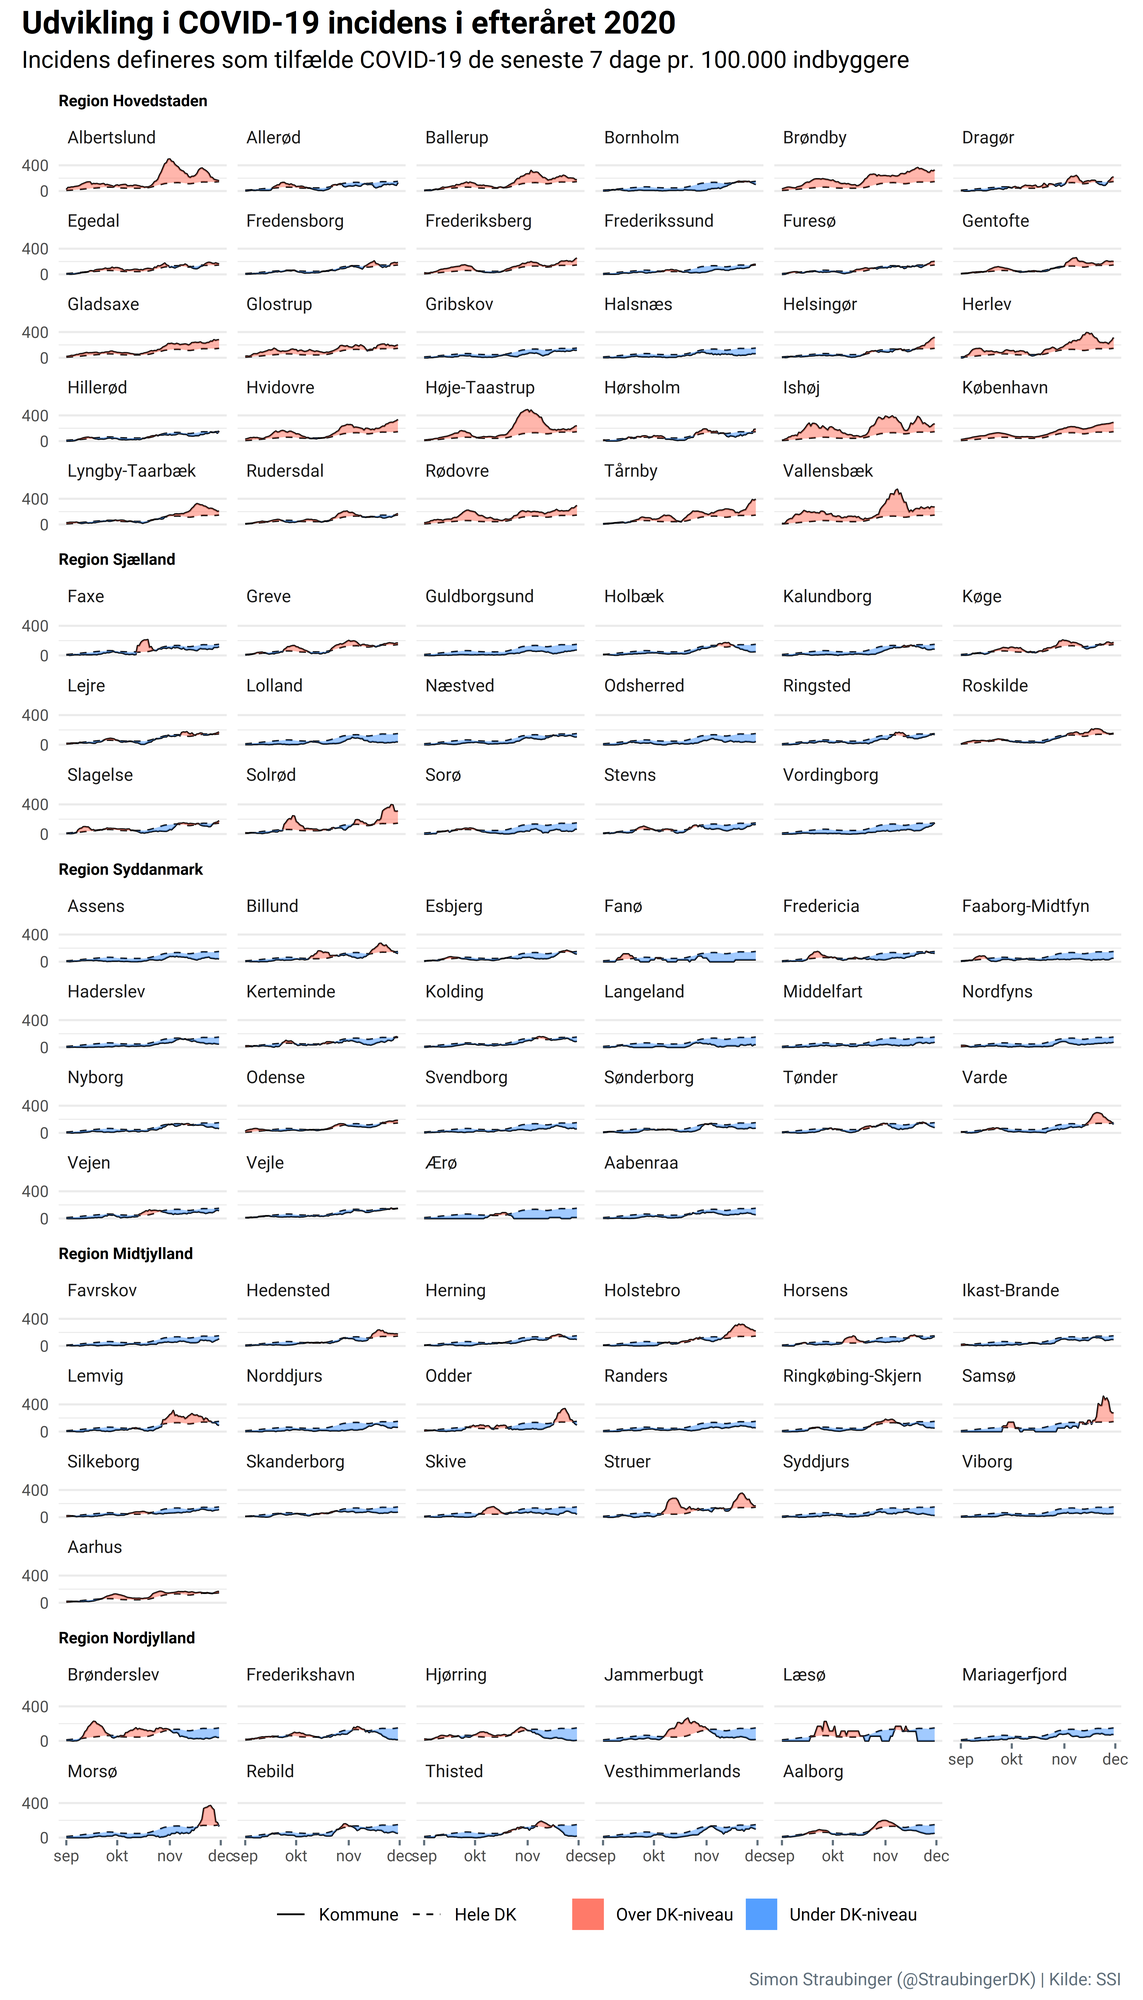 Udvikling i COVID-19 incidens i efteråret 2020
Incidens defineres som tilfælde COVID-19 de seneste 7 dage pr. 100.000 indbyggere
Region Hovedstaden
Albertslund Allerød Ballerup Bornholm Brøndby Dragør
400
0
Egedal Fredensborg Frederiksberg Frederikssund Furesø Gentofte
400
0
Gladsaxe Glostrup Gribskov Halsnæs Helsingør Herlev
400
0
Hillerød Hvidovre Høje-Taastrup Hørsholm Ishøj København
400
0
Lyngby-Taarbæk Rudersdal Rødovre Tårnby Vallensbæk
400
0
Region Sjælland
Faxe Greve Guldborgsund Holbæk Kalundborg Køge
400
0
Lejre Lolland Næstved Odsherred Ringsted Roskilde
400
0
Slagelse Solrød Sorø Stevns Vordingborg
400
0
Region Syddanmark
Assens Billund Esbjerg Fanø Fredericia Faaborg-Midtfyn
400
0
Haderslev Kerteminde Kolding Langeland Middelfart Nordfyns
400
0
Nyborg Odense Svendborg Sønderborg Tønder Varde
400
0
Vejen Vejle Ærø Aabenraa
400
0
Region Midtjylland
Favrskov Hedensted Herning Holstebro Horsens Ikast-Brande
400
0
Lemvig Norddjurs Odder Randers Ringkøbing-Skjern Samsø
400
0
Silkeborg Skanderborg Skive Struer Syddjurs Viborg
400
0
Aarhus
400
0
Region Nordjylland
Brønderslev Frederikshavn Hjørring Jammerbugt Læsø Mariagerfjord
400
0
sep okt nov dec
Morsø Rebild Thisted Vesthimmerlands Aalborg
400
0
sep okt nov dec sep okt nov dec sep okt nov dec sep okt nov dec sep okt nov dec
Kommune Hele DK Over DK-niveau Under DK-niveau
Simon Straubinger (@StraubingerDK) | Kilde: SSI